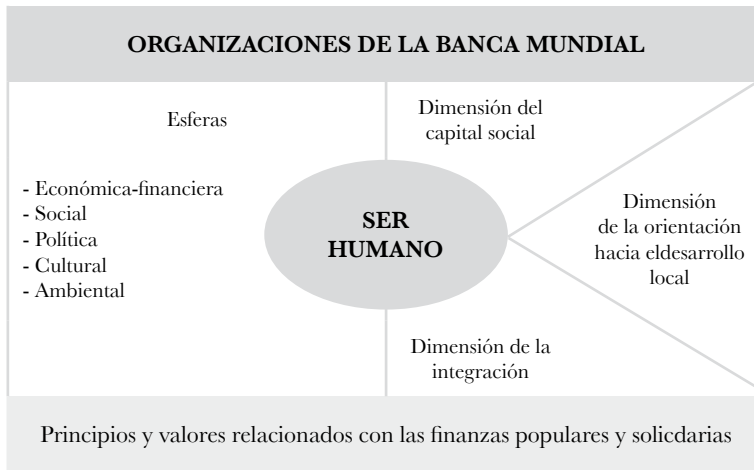 ORGANIZACIONES DE LA BANCA MUNDIAL
Esferas
- Económica-financiera
- Social
- Política
- Cultural
- Ambiental
SER
HUMANO
Dimensión del
capital social
Dimensión
de la orientación
hacia eldesarrollo
local
Dimensión de la
integración
Principios y valores relacionados con las finanzas populares y solicdarias